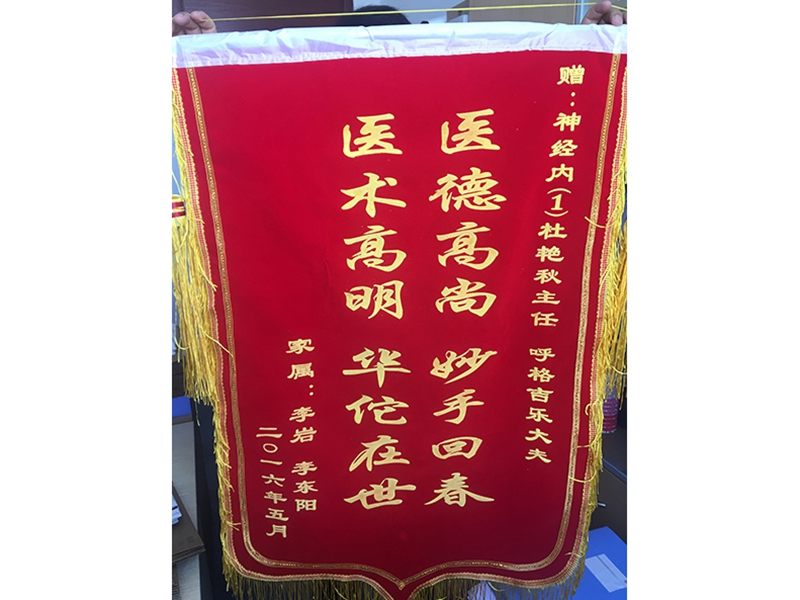 赠：神经内(1)杜艳秋主任 呼格吉乐大夫
医德高尚 妙手回春
医术高明 华佗在世
家属：李岩 李东阳
二〇一六年五月